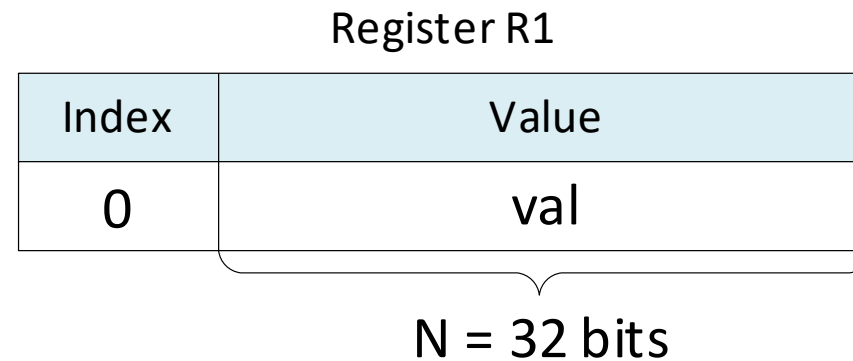 Register R1
Index Value
0 val
N = 32 bits